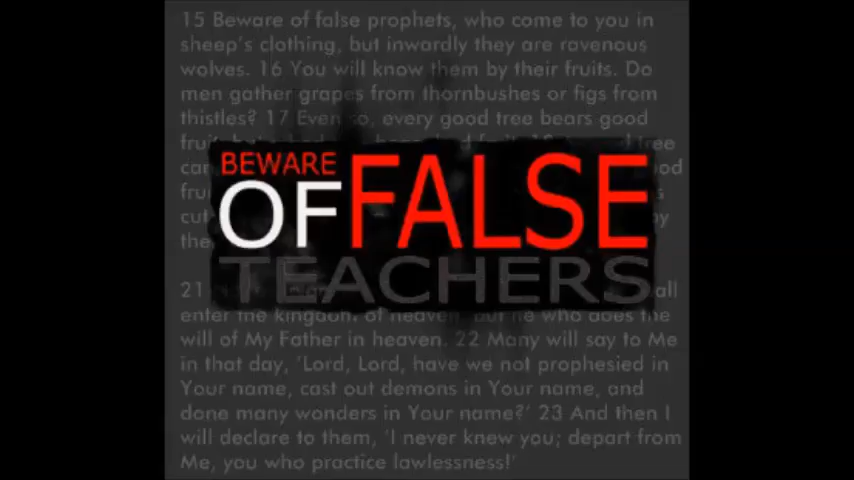 15 Beware of false prophets, who come to you in
sheep's clothing, but inwardly they are ravenous
wolves. 16 You will know them by their fruits. Do
men gather grapes from thornbushes or figs from
thistles? 17 Even so, every good tree bears good
BEWARE
OF FALSE
TEACHERS
21
enter the kingdom of heaven, but he who does the
will of My Father in heaven. 22 Many will say to Me
in that day, 'Lord, Lord, have we not prophesied in
Your name, cast out demons in Your name, and
done many wonders in Your name?' 23 And then I
will declare to them, 'I never knew you; depart from
Me, you who practice lawlessness!'